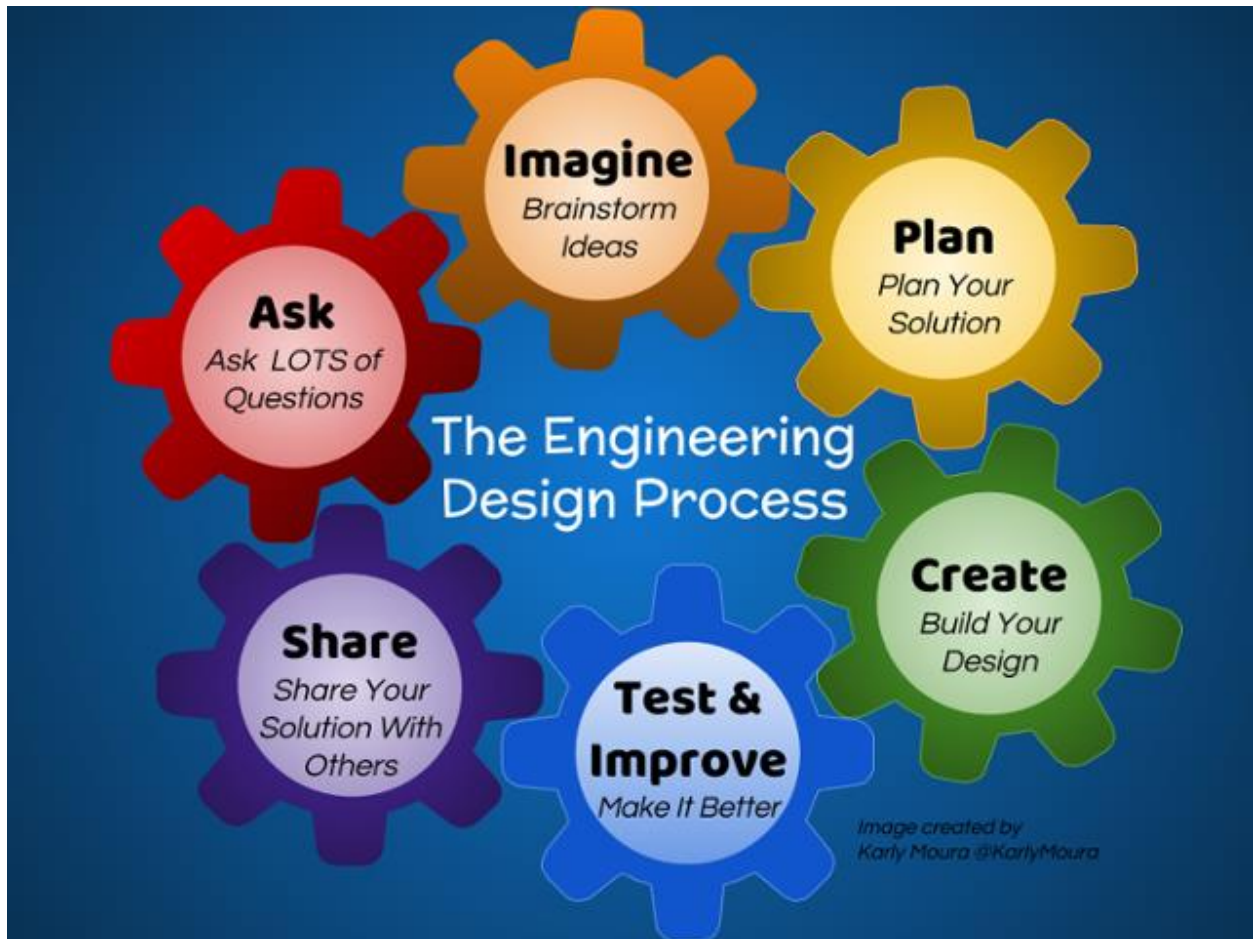 Imagine
Brainstorm
Ideas
Plan
Plan Your
Solution
Ask
Ask LOTS of
Questions
The Engineering
Design Process
Create
Build Your
Design
Share
Share Your
Solution With
Others
Test &
Improve
Make It Better
Image created by
Karly Moura @KarlyMoura